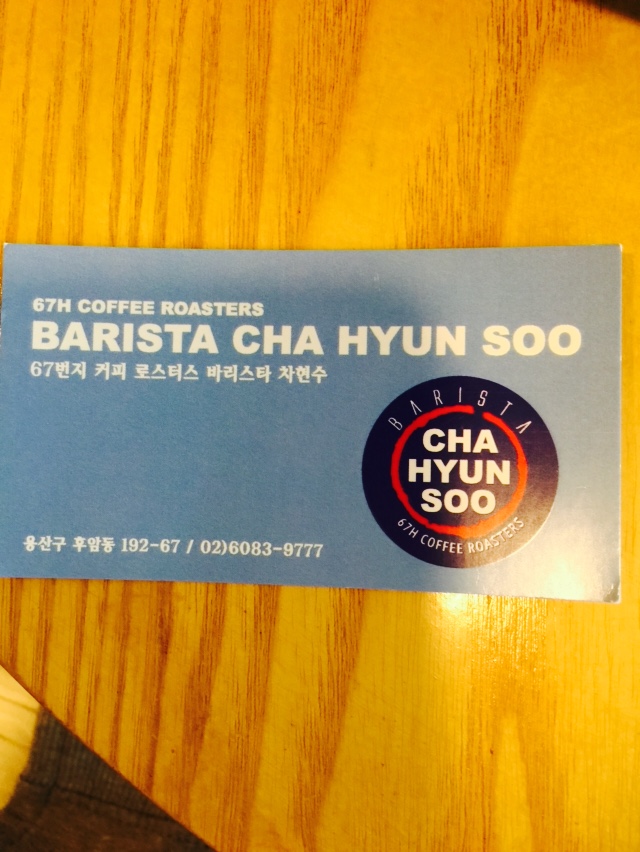 67H COFFEE ROASTERS
BARISTA CHA HYUN SOO
67번지 커피 로스터스 바리스타 차현수
BARISTA
CHA
HYUN
SOO
67H COFFEE ROASTERS
용산구 후암동 192-67 / 02)6083-9777